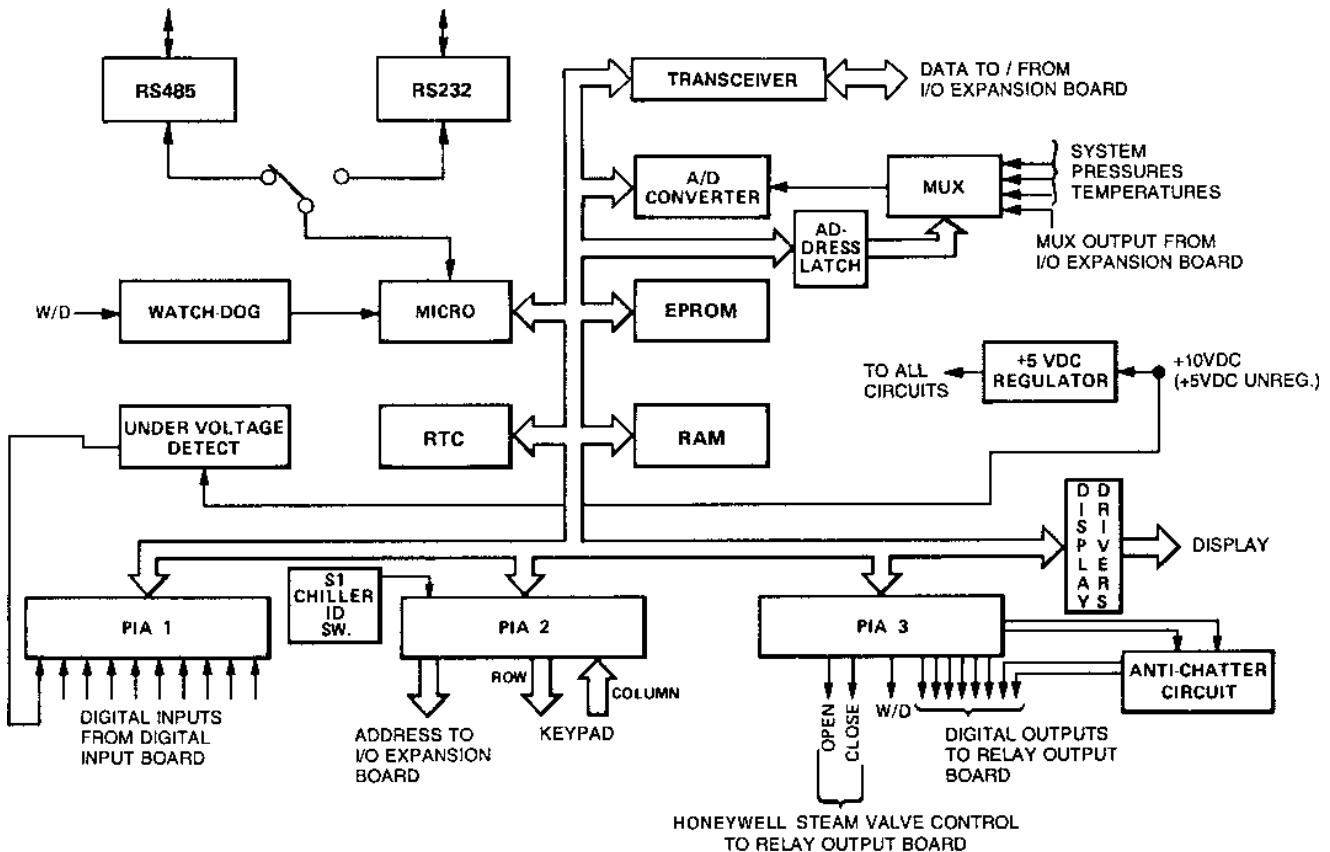 RS485
RS232
TRANSCEIVER
DATA TO / FROM
I/O EXPANSION BOARD
A/D
CONVERTER
MUX
SYSTEM
PRESSURES
TEMPERATURES
AD-
DRESS
LATCH
MUX OUTPUT FROM
I/O EXPANSION BOARD
W/D
WATCH-DOG
MICRO
EPROM
TO ALL
CIRCUITS
+5 VDC
REGULATOR
+10VDC
(+5VDC UNREG.)
UNDER VOLTAGE
DETECT
RTC
RAM
DISPLAY
DRIVERS
DISPLAY
S1
CHILLER
ID
SW.
PIA 1
PIA 2
PIA 3
ROW
COLUMN
ANTI-CHATTER
CIRCUIT
DIGITAL INPUTS
FROM DIGITAL
INPUT BOARD
ADDRESS TO
I/O EXPANSION
BOARD
KEYPAD
OPEN
CLOSE
W/D
DIGITAL OUTPUTS
TO RELAY OUTPUT
BOARD
HONEYWELL STEAM VALVE CONTROL
TO RELAY OUTPUT BOARD